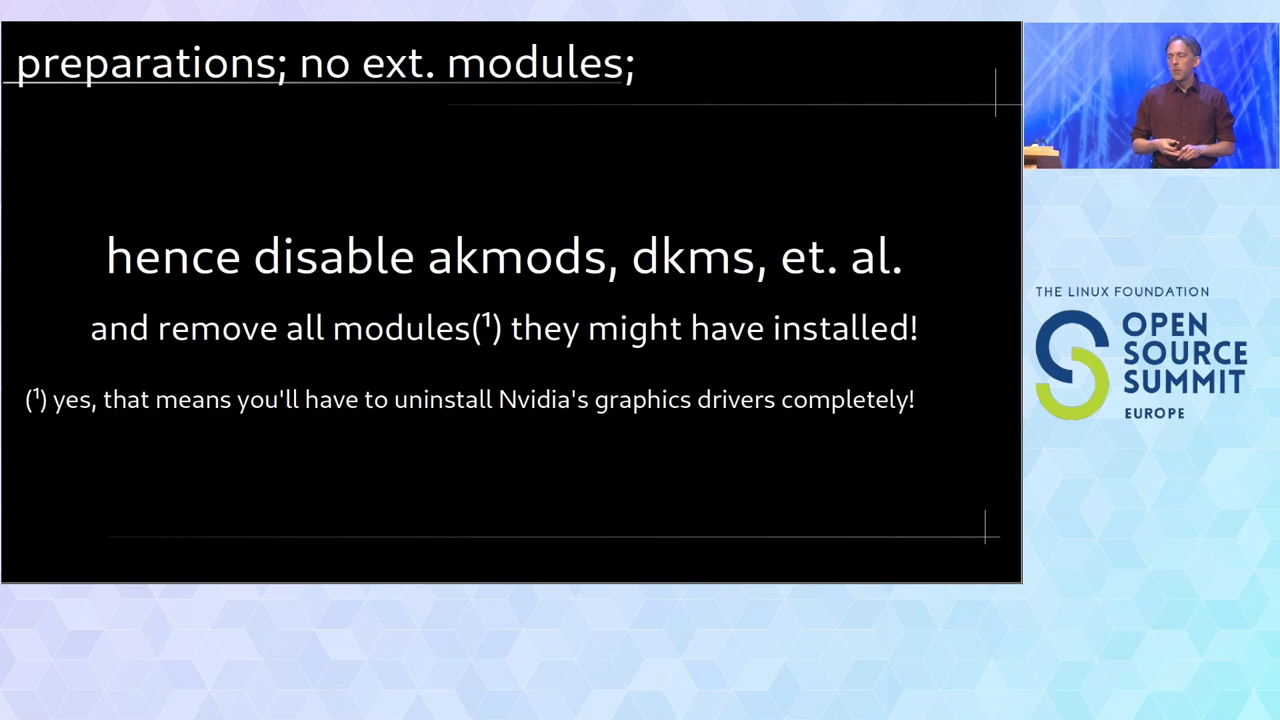 preparations; no ext. modules;
hence disable akmods, dkms, et. al.
and remove all modules(¹) they might have installed!
(¹) yes, that means you'll have to uninstall Nvidia's graphics drivers completely!
THE LINUX FOUNDATION
OPEN
SOURCE
SUMMIT
EUROPE